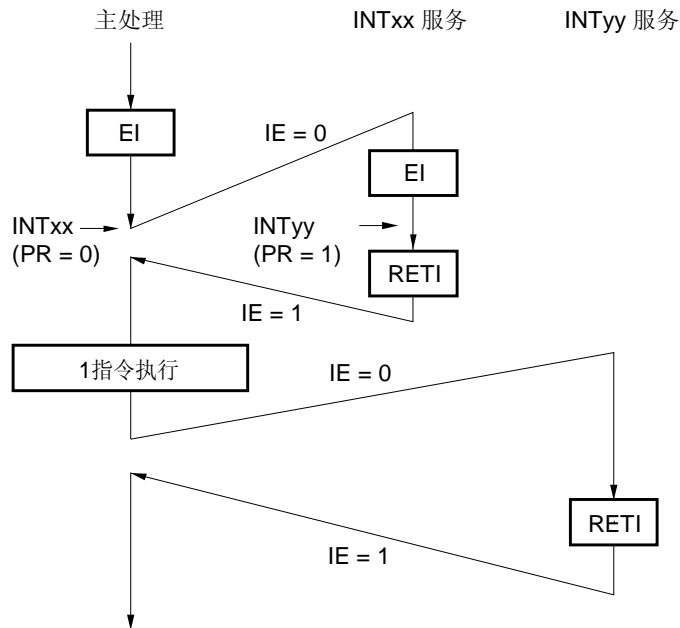 主处理
INTxx 服务
INTyy 服务
EI
IE = 0
EI
INTxx
(PR = 0)
INTyy
(PR = 1)
RETI
IE = 1
1指令执行
IE = 0
RETI
IE = 1